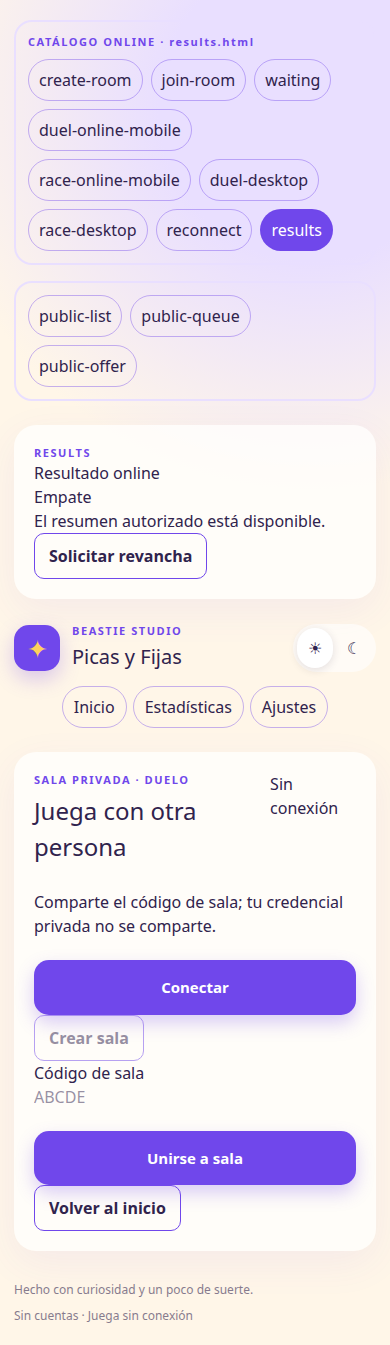 CATÁLOGO ONLINE · results.html
create-room join-room waiting
duel-online-mobile
race-online-mobile duel-desktop
race-desktop reconnect results
public-list public-queue
public-offer
RESULTS
Resultado online
Empate
El resumen autorizado está disponible.
Solicitar revancha
BEASTIE STUDIO
Picas y Fijas
Inicio Estadísticas Ajustes
SALA PRIVADA · DUELO
Juega con otra
persona
Sin
conexión
Comparte el código de sala; tu credencial
privada no se comparte.
Conectar
Crear sala
Código de sala
ABCDE
Unirse a sala
Volver al inicio
Hecho con curiosidad y un poco de suerte.
Sin cuentas · Juega sin conexión